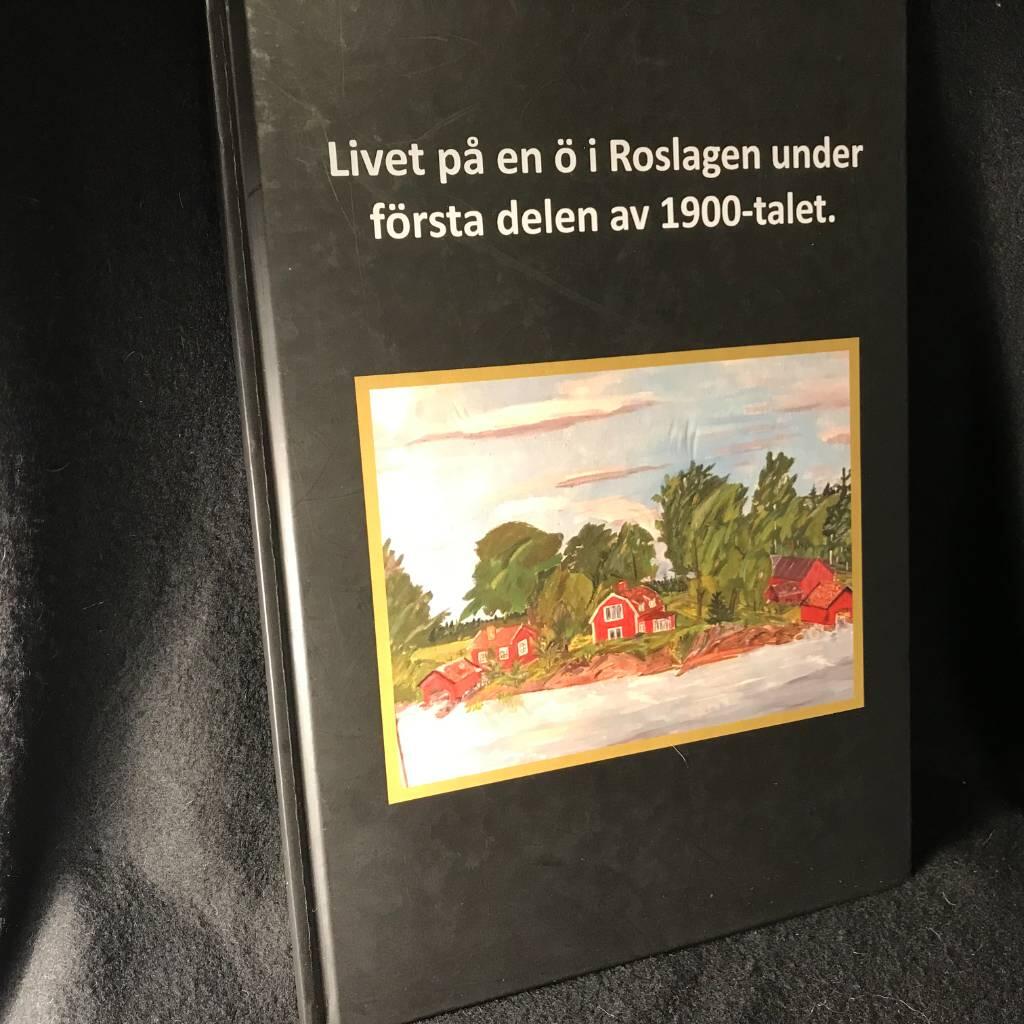 Livet på en ö i Roslagen under
första delen av 1900-talet.